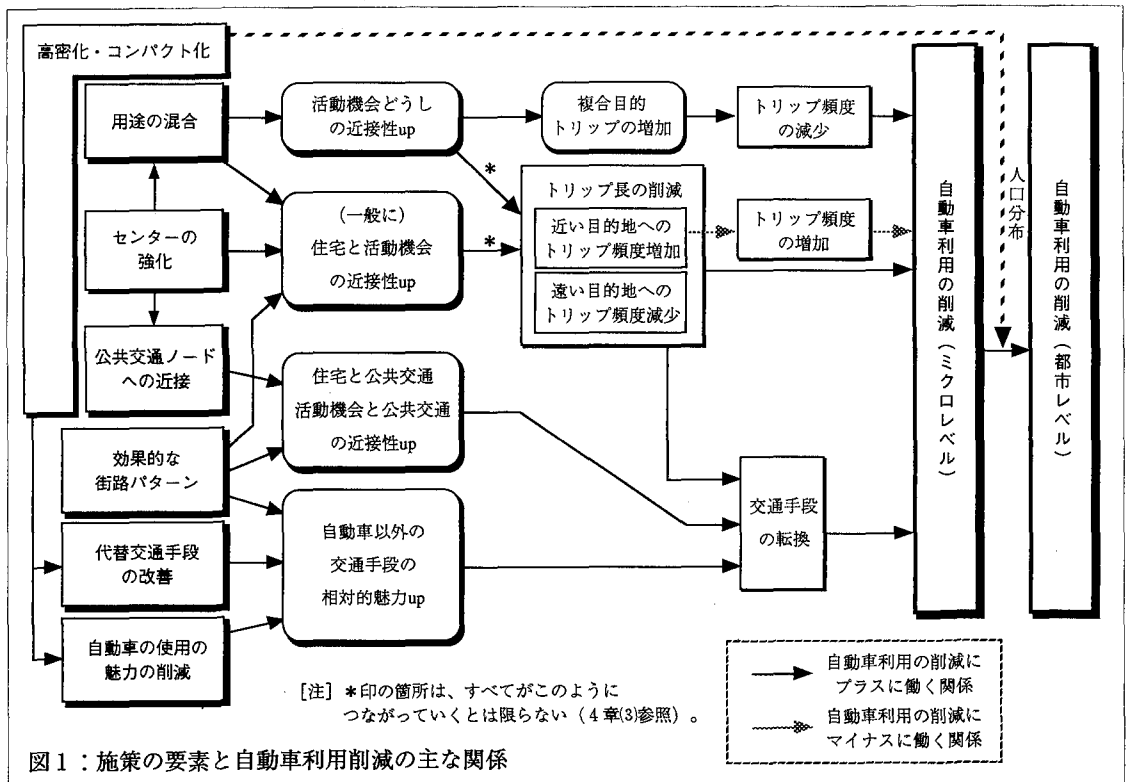 高密化・コンパクト化
用途の混合
センターの
強化
公共交通ノード
への近接
効果的な
街路パターン
代替交通手段
の改善
自動車の使用の
魅力の削減
活動機会どうし
の近接性up
(一般に)
住宅と活動機会
の近接性up
住宅と公共交通
活動機会と公共交通
の近接性up
自動車以外の
交通手段の
相対的魅力up
*
*
複合目的
トリップの増加
トリップ頻度
の減少
トリップ長の削減
近い目的地への
トリップ頻度増加
遠い目的地への
トリップ頻度減少
トリップ頻度
の増加
交通手段
の転換
自動車利用の削減(ミクロレベル)
人口分布
自動車利用の削減(都市レベル)
[注] *印の箇所は、すべてがこのように
つながっていくとは限らない(4章(3)参照)。
自動車利用の削減に
プラスに働く関係
自動車利用の削減に
マイナスに働く関係
図1:施策の要素と自動車利用削減の主な関係